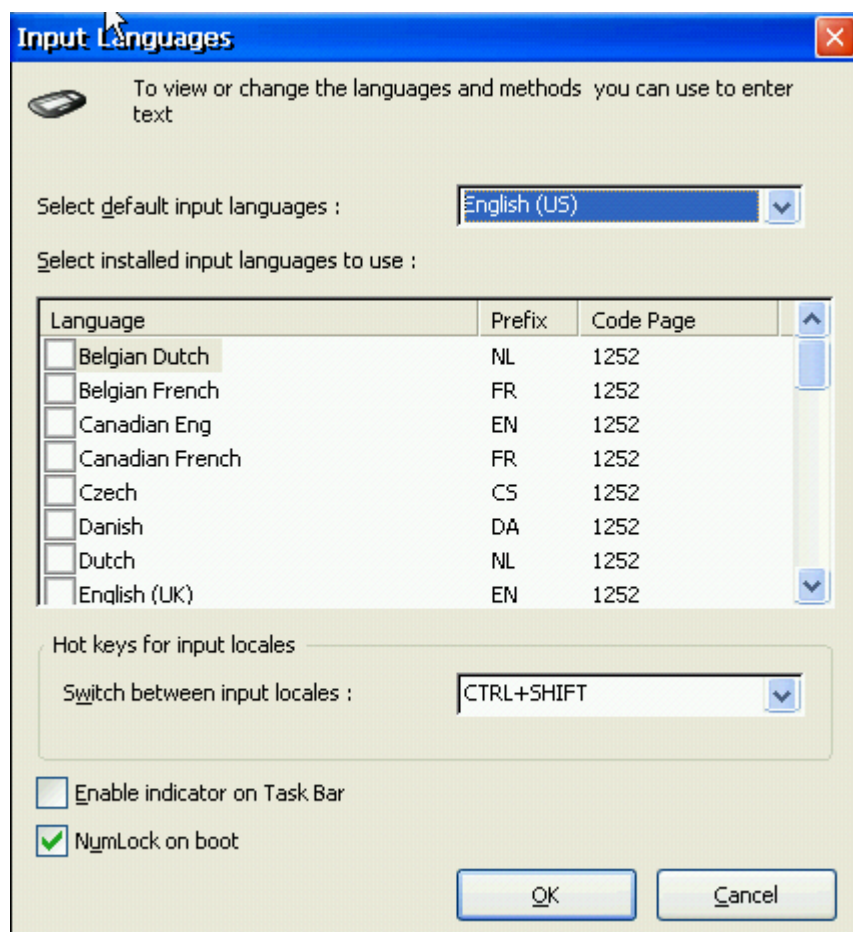 Input Languages
To view or change the languages and methods you can use to enter
text
Select default input languages : English (US)
Select installed input languages to use :
Language Prefix Code Page
Belgian Dutch NL 1252
Belgian French FR 1252
Canadian Eng EN 1252
Canadian French FR 1252
Czech CS 1252
Danish DA 1252
Dutch NL 1252
English (UK) EN 1252
Hot keys for input locales
Switch between input locales : CTRL+SHIFT
Enable indicator on Task Bar
NumLock on boot
OK Cancel